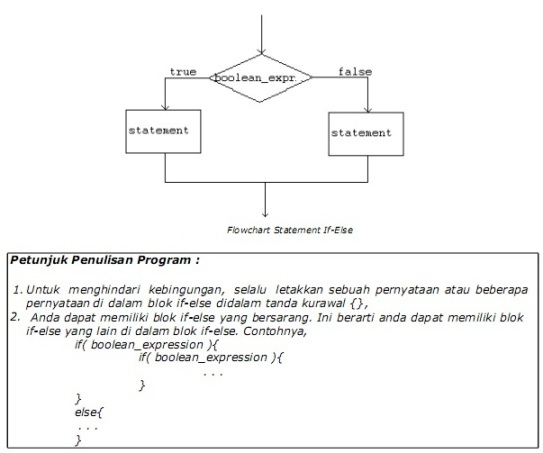 true
false
boolean_expr.
statement
statement
Flowchart Statement If-Else
Petunjuk Penulisan Program :
1. Untuk menghindari kebingungan, selalu letakkan sebuah pernyataan atau beberapa
pernyataan di dalam blok if-else didalam tanda kurawal {},
2. Anda dapat memiliki blok if-else yang bersarang. Ini berarti anda dapat memiliki blok
if-else yang lain di dalam blok if-else. Contohnya,
if( boolean_expression ){
if( boolean_expression ){
...
}
}
else{
...
}